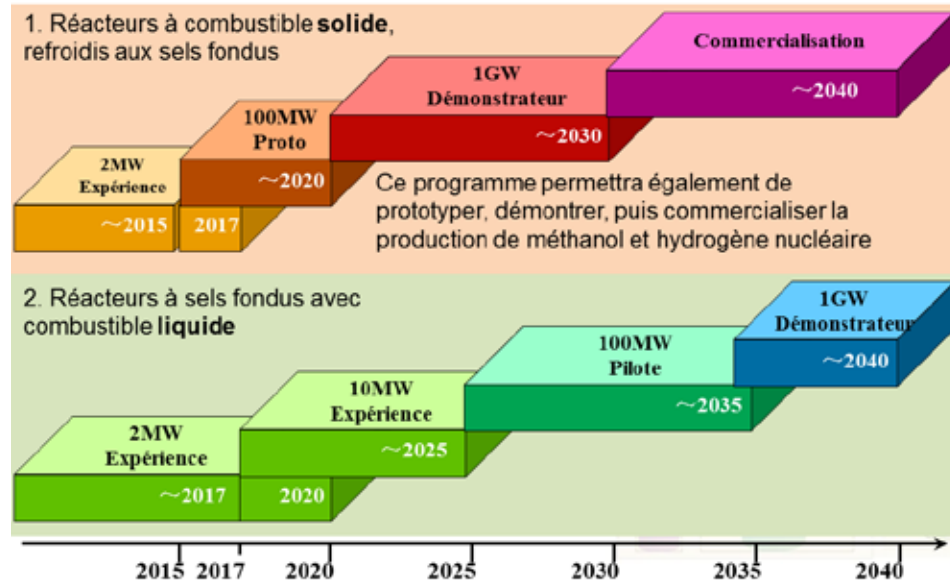 1. Réacteurs à combustible solide,
refroidis aux sels fondus
2MW
Expérience
~2015
2017
100MW
Proto
~2020
1GW
Démonstrateur
~2030
Commercialisation
~2040
Ce programme permettra également de
prototyper, démontrer, puis commercialiser la
production de méthanol et hydrogène nucléaire
2. Réacteurs à sels fondus avec
combustible liquide
2MW
Expérience
~2017
2020
10MW
Expérience
~2025
100MW
Pilote
~2035
1GW
Démonstrateur
~2040
2015 2017 2020 2025 2030 2035 2040